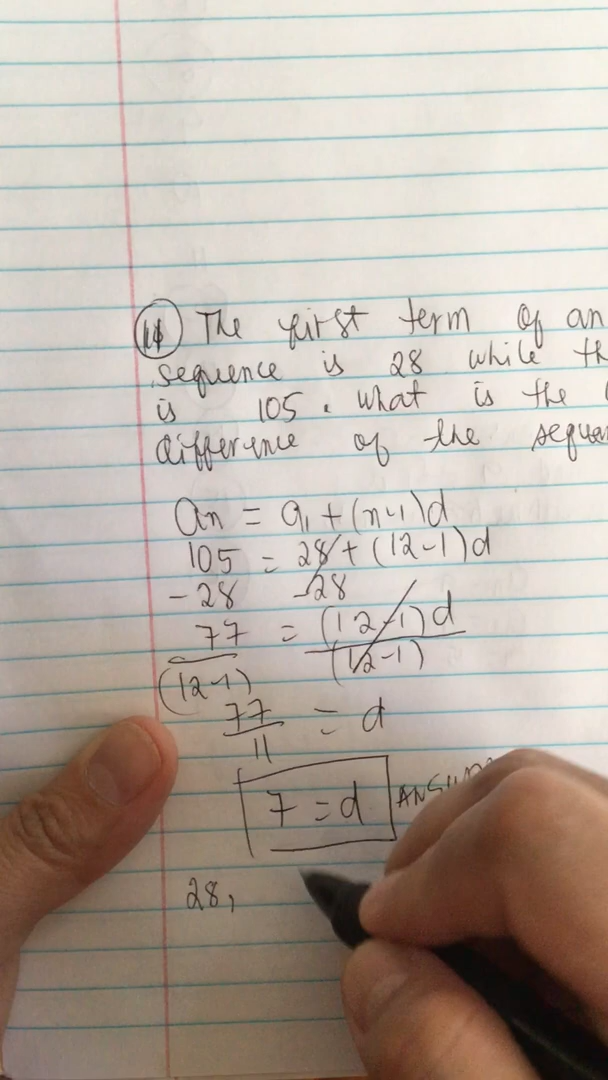 14 The first term of an
sequence is 28 while th
is 105. what is the
difference of the sequen
an = a1 + (n-1)d
105 = 28 + (12-1)d
-28 -28
77 = (12-1)d
(12-1) (12-1)
77 = d
11
7 = d
28,